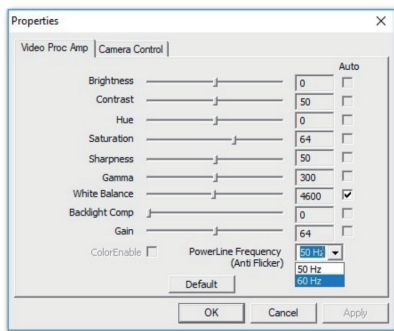 Properties
Video Proc Amp Camera Control
Auto
Brightness 0
Contrast 50
Hue 0
Saturation 64
Sharpness 50
Gamma 300
White Balance 4600
Backlight Comp 0
Gain 64
ColorEnable PowerLine Frequency 50 Hz
(Anti Flicker)
50 Hz
60 Hz
Default
OK Cancel Apply